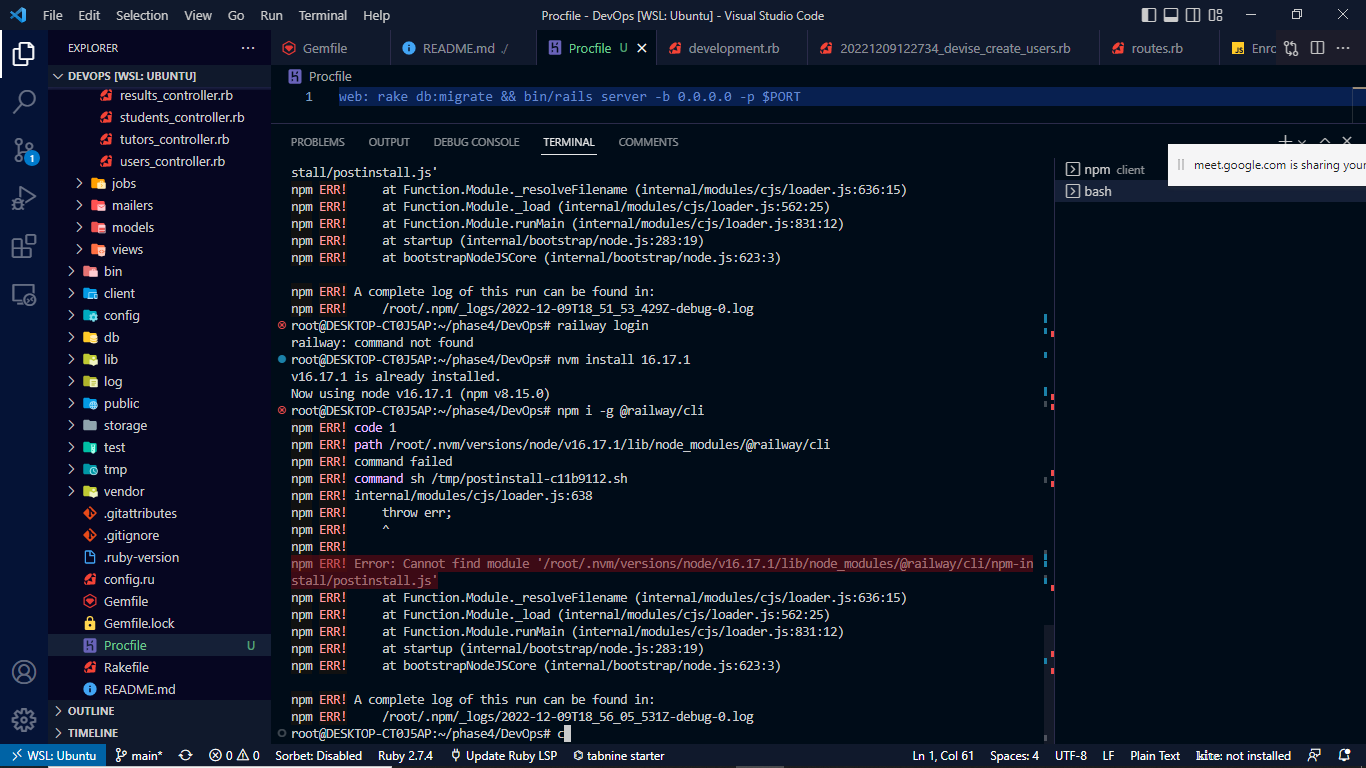 File Edit Selection View Go Run Terminal Help
Procfile - DevOps [WSL: Ubuntu] - Visual Studio Code
EXPLORER
DEVOPS [WSL: UBUNTU]
results_controller.rb
students_controller.rb
tutors_controller.rb
users_controller.rb
jobs
mailers
models
views
bin
client
config
db
lib
log
public
storage
test
tmp
vendor
.gitattributes
.gitignore
.ruby-version
config.ru
Gemfile
Gemfile.lock
Procfile U
Rakefile
README.md
OUTLINE
TIMELINE
1
Gemfile
README.md ./
Procfile U
development.rb
20221209122734_devise_create_users.rb
routes.rb
JS Enro
Procfile
1 web: rake db:migrate && bin/rails server -b 0.0.0.0 -p $PORT
PROBLEMS OUTPUT DEBUG CONSOLE TERMINAL COMMENTS
stall/postinstall.js'
npm ERR!     at Function.Module._resolveFilename (internal/modules/cjs/loader.js:636:15)
npm ERR!     at Function.Module._load (internal/modules/cjs/loader.js:562:25)
npm ERR!     at Function.Module.runMain (internal/modules/cjs/loader.js:831:12)
npm ERR!     at startup (internal/bootstrap/node.js:283:19)
npm ERR!     at bootstrapNodeJSCore (internal/bootstrap/node.js:623:3)
npm ERR! A complete log of this run can be found in:
npm ERR!     /root/.npm/_logs/2022-12-09T18_51_53_429Z-debug-0.log
root@DESKTOP-CT0J5AP:~/phase4/DevOps# railway login
railway: command not found
root@DESKTOP-CT0J5AP:~/phase4/DevOps# nvm install 16.17.1
v16.17.1 is already installed.
Now using node v16.17.1 (npm v8.15.0)
root@DESKTOP-CT0J5AP:~/phase4/DevOps# npm i -g @railway/cli
npm ERR! code 1
npm ERR! path /root/.nvm/versions/node/v16.17.1/lib/node_modules/@railway/cli
npm ERR! command failed
npm ERR! command sh /tmp/postinstall-c11b9112.sh
npm ERR! internal/modules/cjs/loader.js:638
npm ERR!     throw err;
npm ERR!     ^
npm ERR!
npm ERR! Error: Cannot find module '/root/.nvm/versions/node/v16.17.1/lib/node_modules/@railway/cli/npm-in
stall/postinstall.js'
npm ERR!     at Function.Module._resolveFilename (internal/modules/cjs/loader.js:636:15)
npm ERR!     at Function.Module._load (internal/modules/cjs/loader.js:562:25)
npm ERR!     at Function.Module.runMain (internal/modules/cjs/loader.js:831:12)
npm ERR!     at startup (internal/bootstrap/node.js:283:19)
npm ERR!     at bootstrapNodeJSCore (internal/bootstrap/node.js:623:3)
npm ERR! A complete log of this run can be found in:
npm ERR!     /root/.npm/_logs/2022-12-09T18_56_05_531Z-debug-0.log
root@DESKTOP-CT0J5AP:~/phase4/DevOps# c
npm client
bash
meet.google.com is sharing your
WSL: Ubuntu main* 0 0 Sorbet: Disabled Ruby 2.7.4 Update Ruby LSP tabnine starter Ln 1, Col 61 Spaces: 4 UTF-8 LF Plain Text kite: not installed